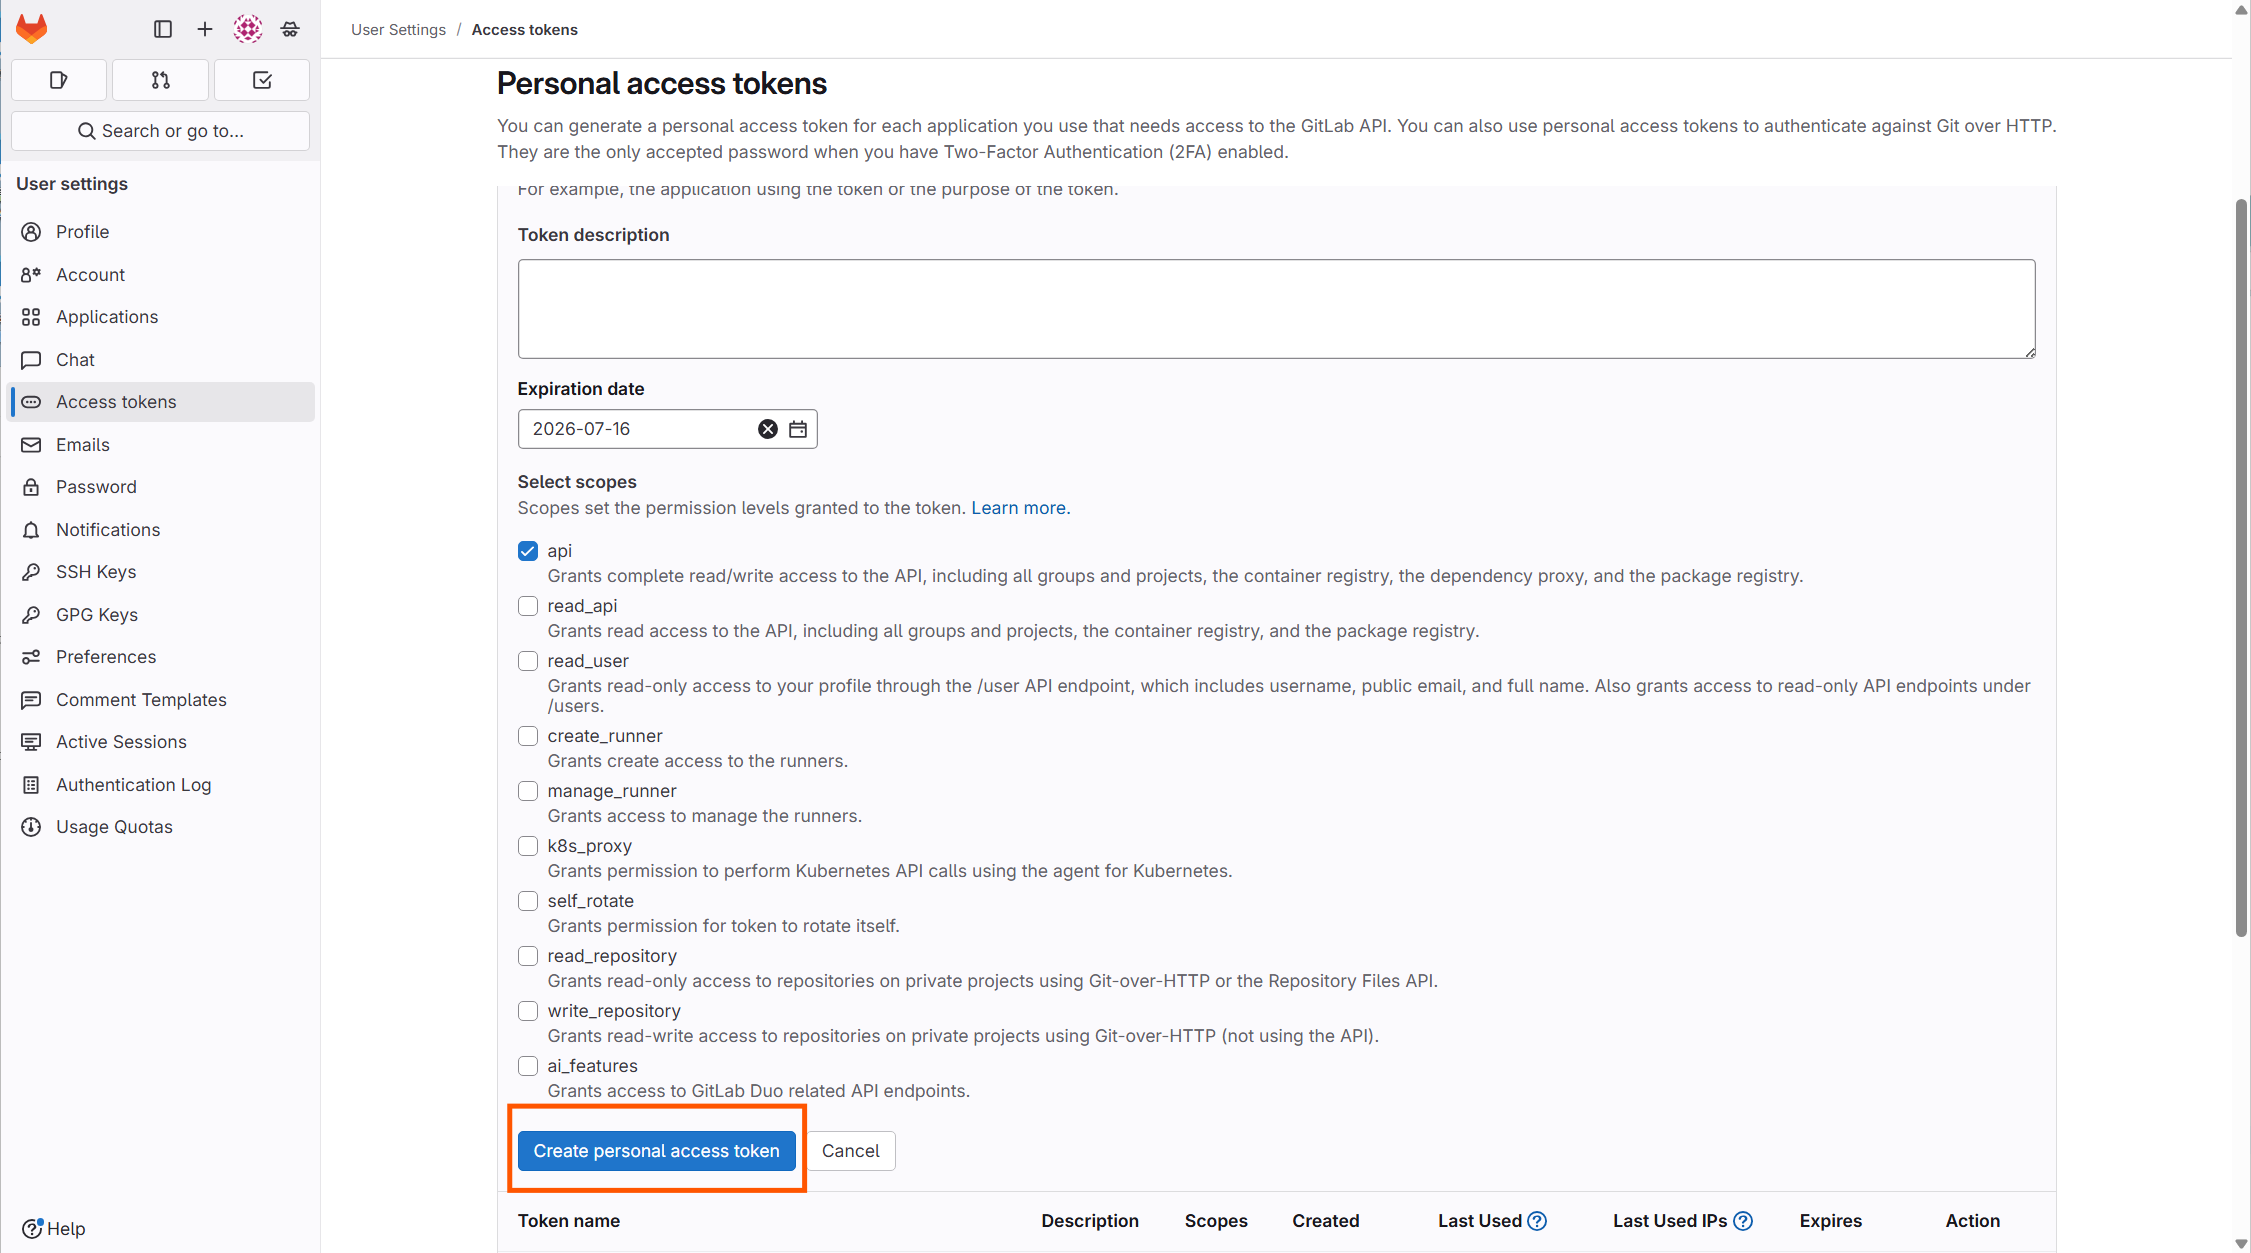 User Settings / Access tokens
Search or go to...
User settings
Profile
Account
Applications
Chat
Access tokens
Emails
Password
Notifications
SSH Keys
GPG Keys
Preferences
Comment Templates
Active Sessions
Authentication Log
Usage Quotas
Help
Personal access tokens
You can generate a personal access token for each application you use that needs access to the GitLab API. You can also use personal access tokens to authenticate against Git over HTTP.
They are the only accepted password when you have Two-Factor Authentication (2FA) enabled.
For example, the application using the token or the purpose of the token.
Token description
Expiration date
2026-07-16
Select scopes
Scopes set the permission levels granted to the token. Learn more.
api
Grants complete read/write access to the API, including all groups and projects, the container registry, the dependency proxy, and the package registry.
read_api
Grants read access to the API, including all groups and projects, the container registry, and the package registry.
read_user
Grants read-only access to your profile through the /user API endpoint, which includes username, public email, and full name. Also grants access to read-only API endpoints under
/users.
create_runner
Grants create access to the runners.
manage_runner
Grants access to manage the runners.
k8s_proxy
Grants permission to perform Kubernetes API calls using the agent for Kubernetes.
self_rotate
Grants permission for token to rotate itself.
read_repository
Grants read-only access to repositories on private projects using Git-over-HTTP or the Repository Files API.
write_repository
Grants read-write access to repositories on private projects using Git-over-HTTP (not using the API).
ai_features
Grants access to GitLab Duo related API endpoints.
Create personal access token Cancel
Token name Description Scopes Created Last Used Last Used IPs Expires Action